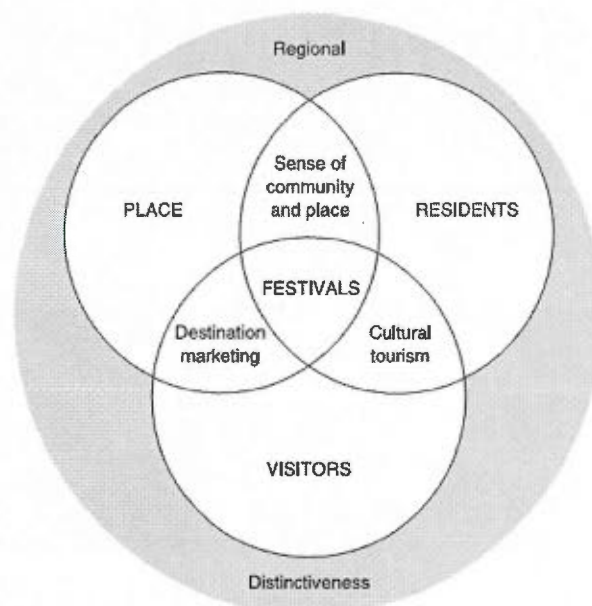 Regional
Sense of
community
and place
PLACE
RESIDENTS
FESTIVALS
Destination
marketing
Cultural
tourism
VISITORS
Distinctiveness